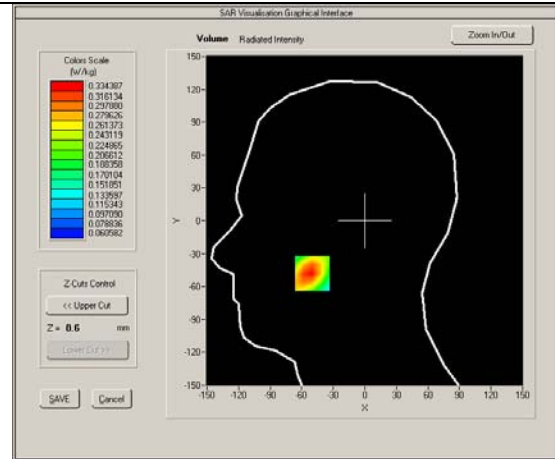 SAR Visualisation Graphical Interface
Volume Radiated Intensity
Zoom In/Out
Colors Scale
(W/kg)
0.334387
0.316134
0.297880
0.279626
0.261373
0.243119
0.224865
0.206612
0.188358
0.170104
0.151851
0.133597
0.115343
0.097090
0.078836
0.060582
Z-Cuts Control
<< Upper Cut
Z = 0.6 mm
Lower Cut >>
SAVE
Cancel
150
120
90
60
30
0
-30
-60
-90
-120
-150
Y
-150 -120 -90 -60 -30 0 30 60 90 120 150
X